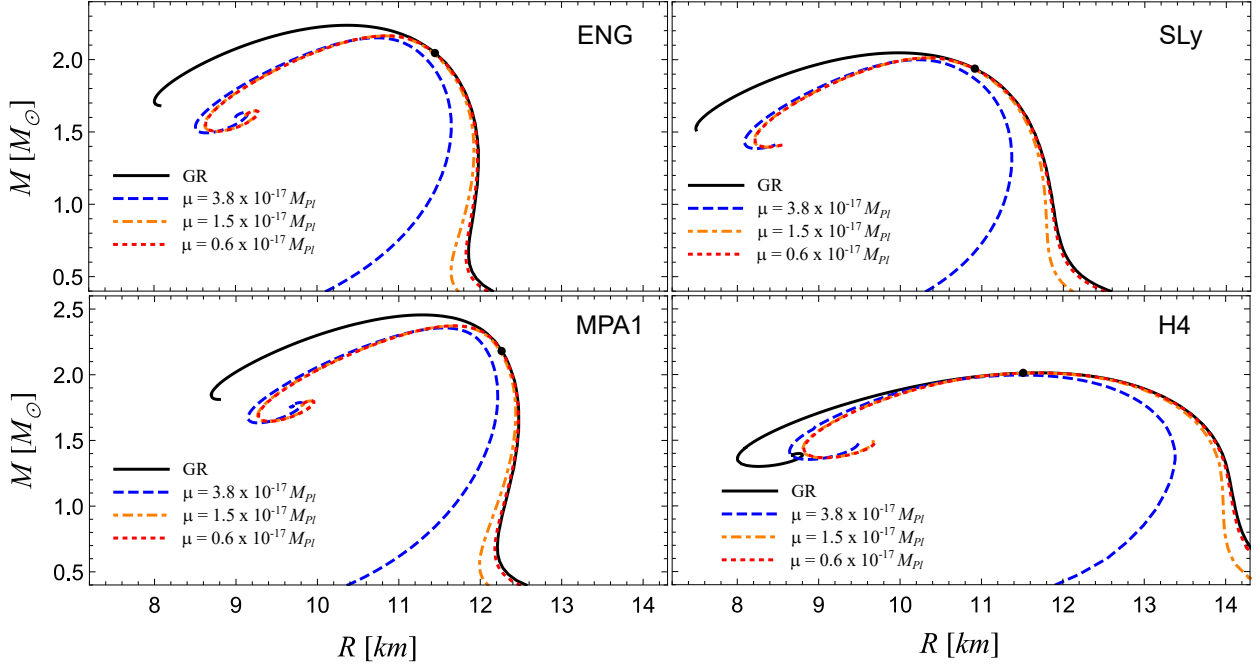 ENG
M [M⊙]
2.0
1.5
1.0
0.5
GR
μ = 3.8 x 10⁻¹⁷ M_Pl
μ = 1.5 x 10⁻¹⁷ M_Pl
μ = 0.6 x 10⁻¹⁷ M_Pl
SLy
GR
μ = 3.8 x 10⁻¹⁷ M_Pl
μ = 1.5 x 10⁻¹⁷ M_Pl
μ = 0.6 x 10⁻¹⁷ M_Pl
MPA1
M [M⊙]
2.5
2.0
1.5
1.0
0.5
GR
μ = 3.8 x 10⁻¹⁷ M_Pl
μ = 1.5 x 10⁻¹⁷ M_Pl
μ = 0.6 x 10⁻¹⁷ M_Pl
8 9 10 11 12 13 14
R [km]
H4
GR
μ = 3.8 x 10⁻¹⁷ M_Pl
μ = 1.5 x 10⁻¹⁷ M_Pl
μ = 0.6 x 10⁻¹⁷ M_Pl
8 9 10 11 12 13 14
R [km]